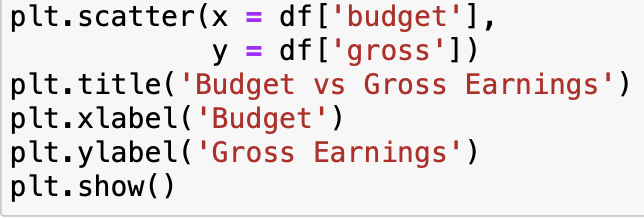 plt.scatter(x = df['budget'],
            y = df['gross'])
plt.title('Budget vs Gross Earnings')
plt.xlabel('Budget')
plt.ylabel('Gross Earnings')
plt.show()